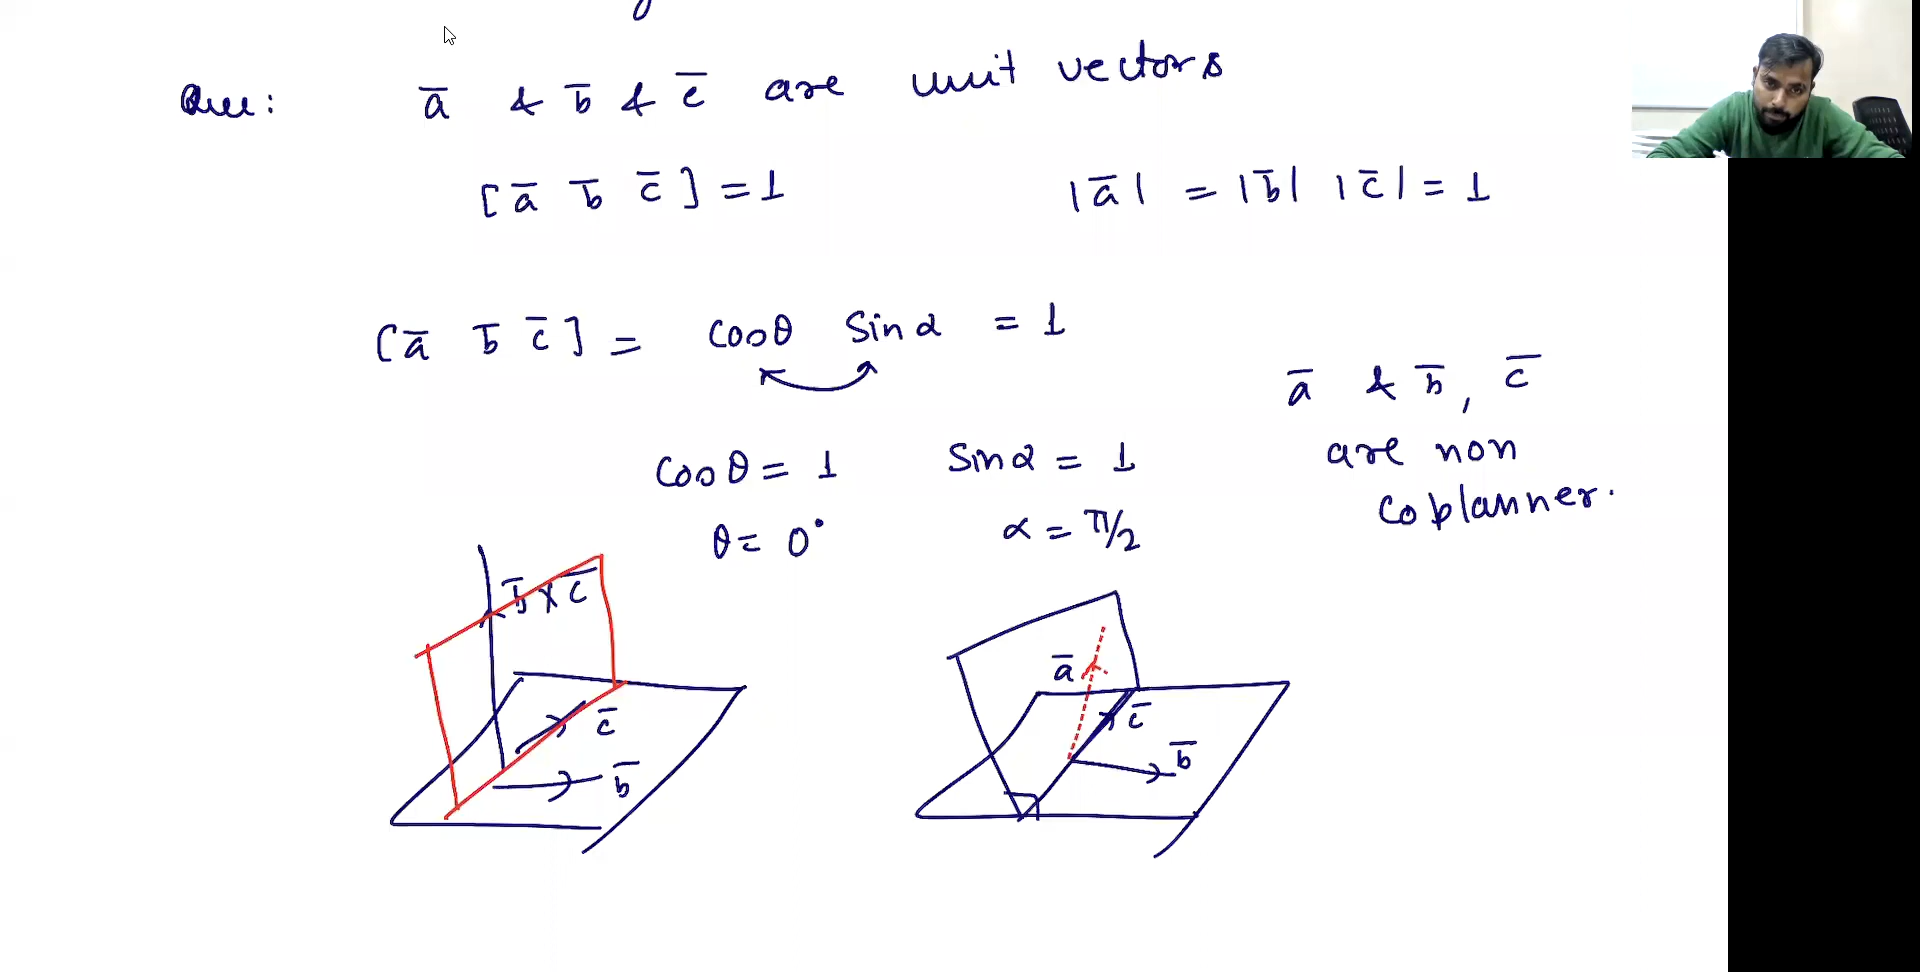 Que: a̅ & b̅ & c̅ are unit vectors
[a̅ b̅ c̅] = 1
|a̅| = |b̅| |c̅| = 1
[a̅ b̅ c̅] = cosθ sinα = 1
a̅ & b̅, c̅
are non
coplanner.
cosθ = 1
sinα = 1
θ = 0°
α = π/2
b̅ × c̅
c̅
b̅
a̅
c̅
b̅